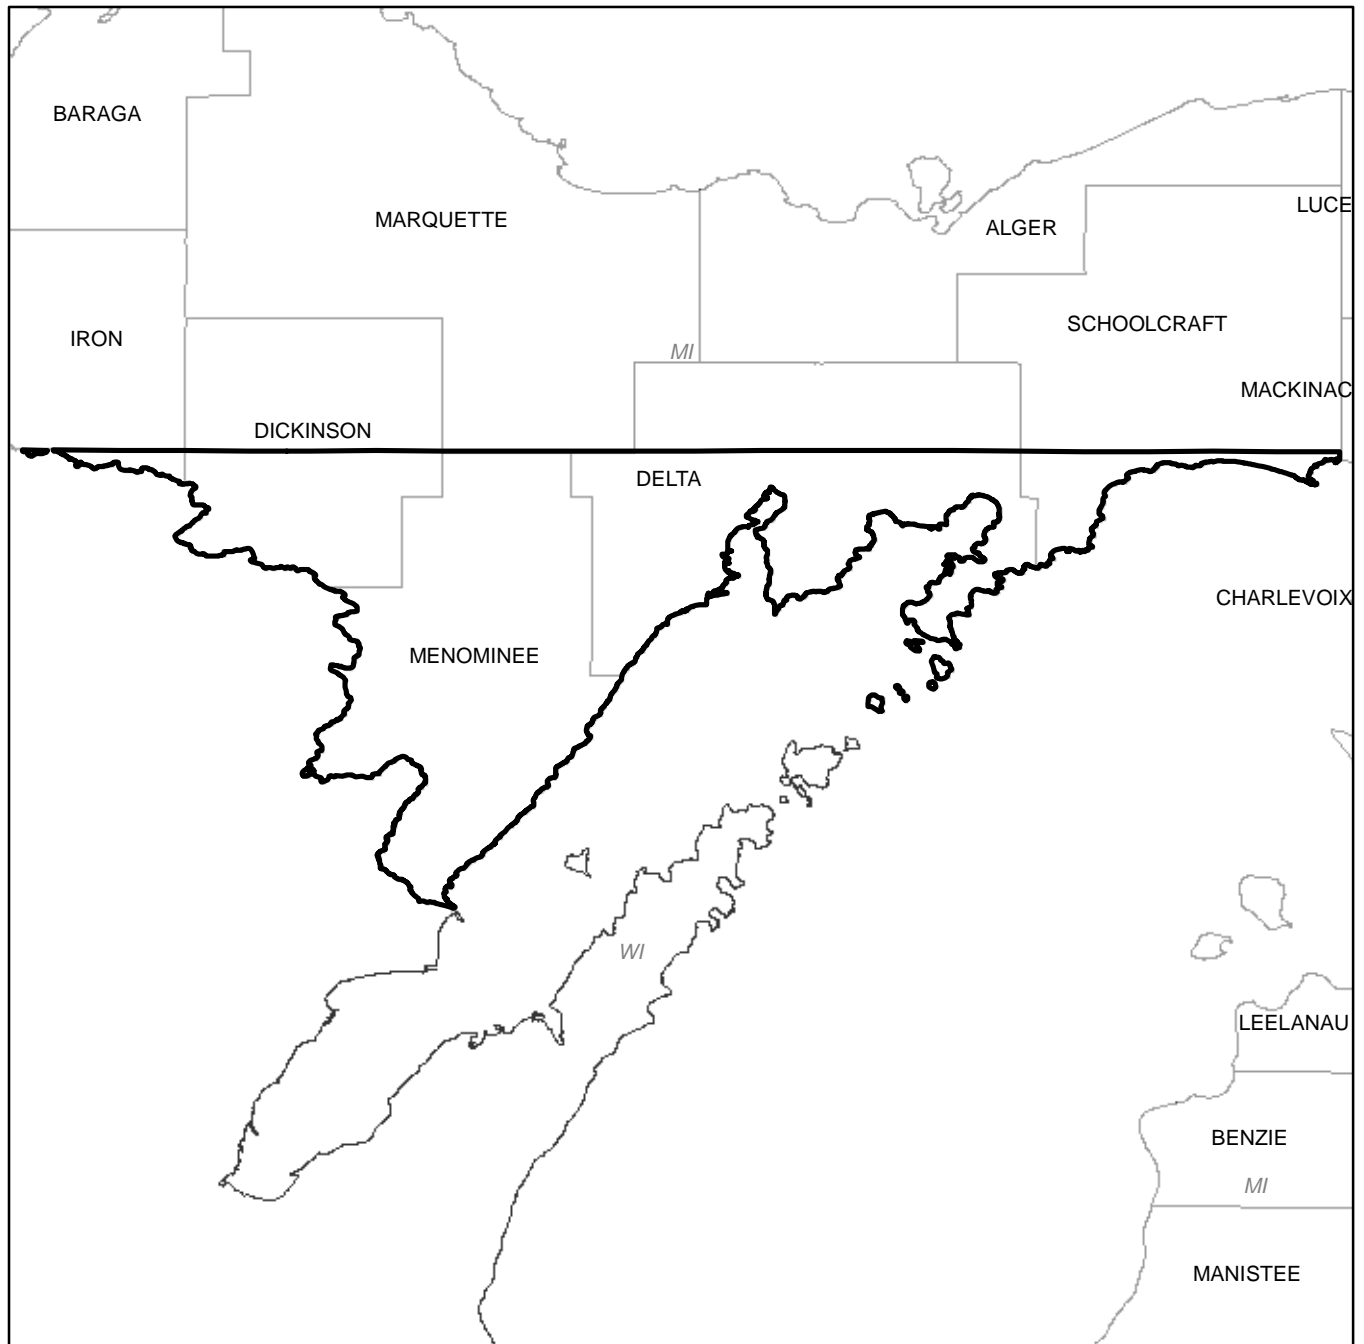 BARAGA
LUCE
MARQUETTE
ALGER
SCHOOLCRAFT
IRON
MI
MACKINAC
DICKINSON
DELTA
CHARLEVOIX
MENOMINEE
WI
LEELANAU
BENZIE
MI
MANISTEE